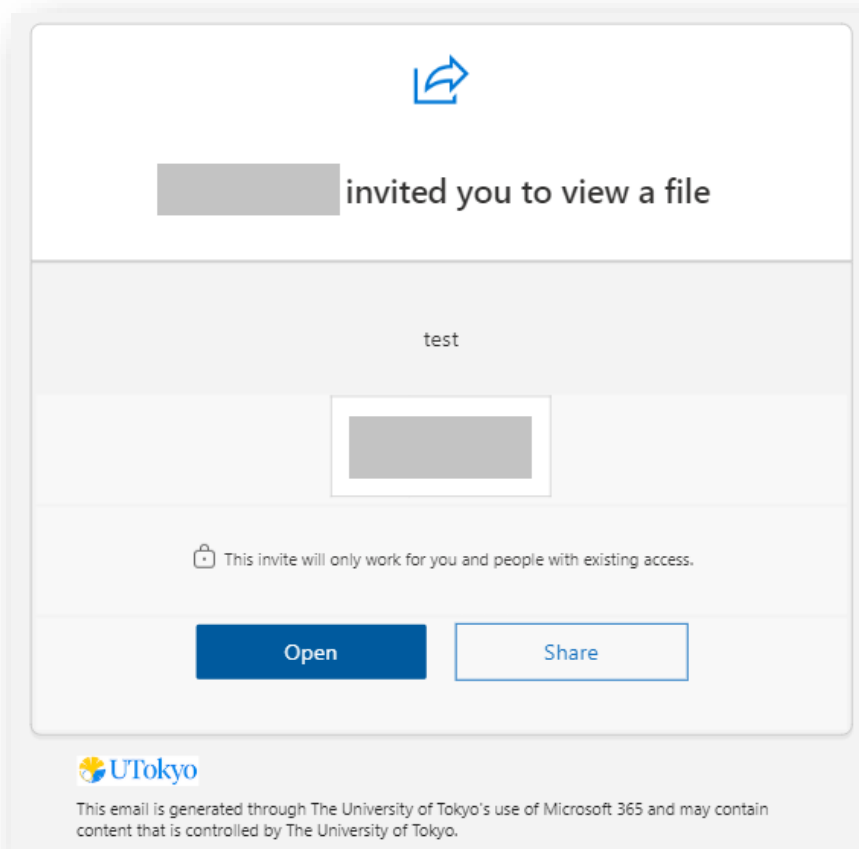 invited you to view a file
test
This invite will only work for you and people with existing access.
Open
Share
UTokyo
This email is generated through The University of Tokyo's use of Microsoft 365 and may contain
content that is controlled by The University of Tokyo.